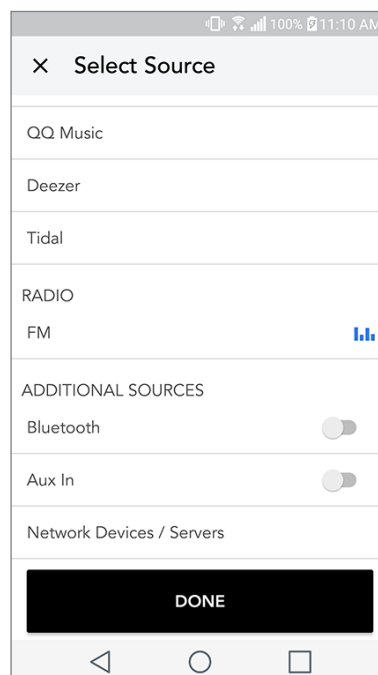 100% 11:10 AM
× Select Source
QQ Music
Deezer
Tidal
RADIO
FM
ADDITIONAL SOURCES
Bluetooth
Aux In
Network Devices / Servers
DONE